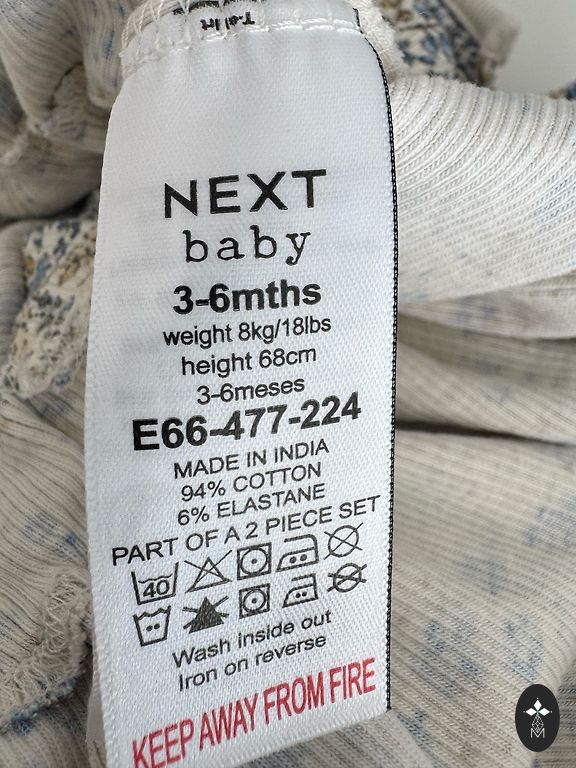 NEXT
baby
3-6mths
weight 8kg/18lbs
height 68cm
3-6meses
E66-477-224
MADE IN INDIA
94% COTTON
6% ELASTANE
PART OF A 2 PIECE SET
40
Wash inside out
Iron on reverse
KEEP AWAY FROM FIRE